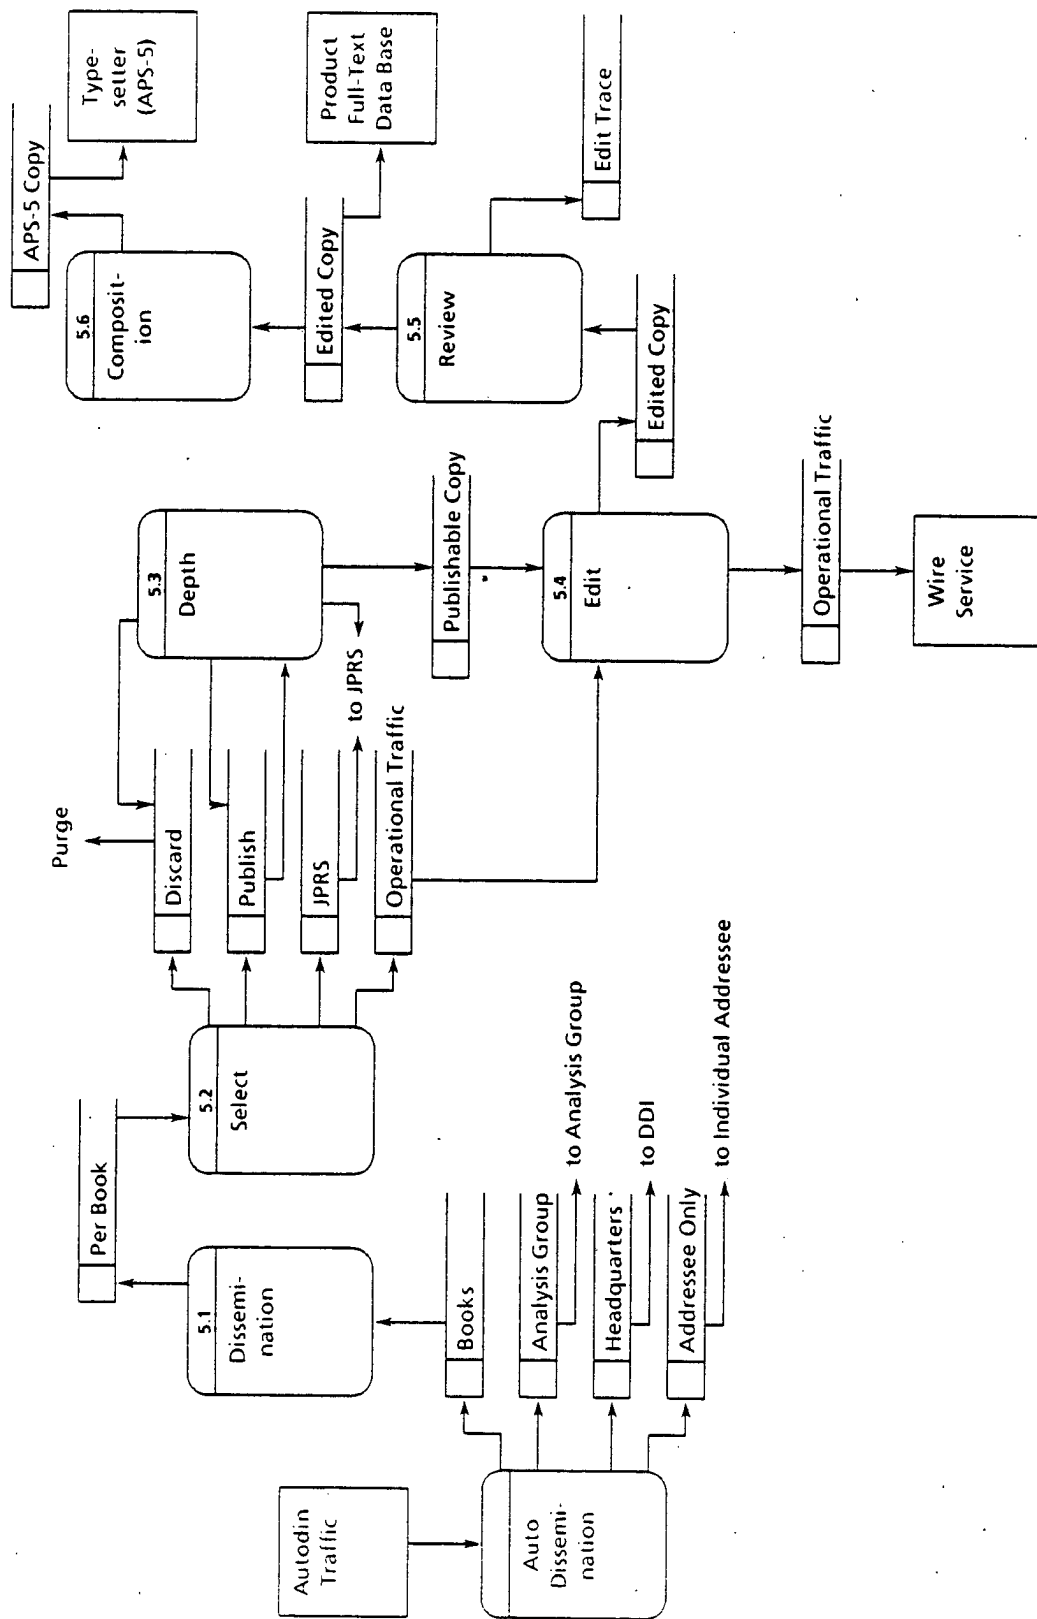 Autodin
Traffic
Auto
Dissemi-
nation
Books
Analysis Group
to Analysis Group
Headquarters
to DDI
Addressee Only
to Individual Addressee
5.1
Dissemi-
nation
Per Book
5.2
Select
Purge
Discard
Publish
JPRS
to JPRS
Operational Traffic
5.3
Depth
Publishable Copy
5.4
Edit
Operational Traffic
Wire
Service
Edited Copy
5.5
Review
Edit Trace
Edited Copy
Product
Full-Text
Data Base
5.6
Composit-
ion
APS-5 Copy
Type-
setter
(APS-5)